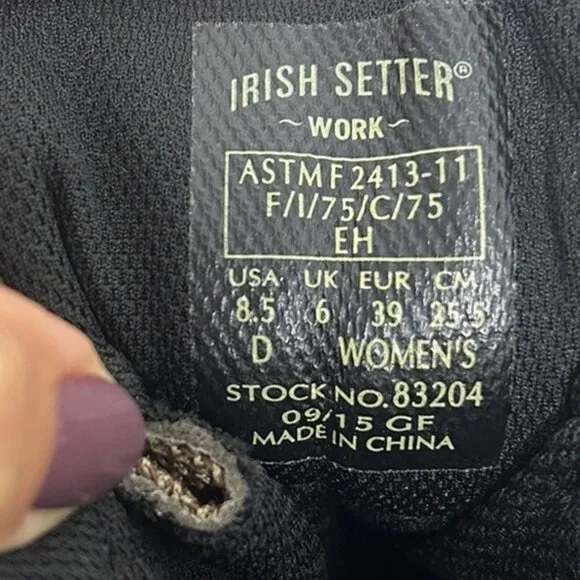 IRISH SETTER®
~WORK~
ASTM F 2413-11
F/I/75/C/75
EH
USA UK EUR CM
8.5 6 39 25.5
D WOMEN'S
STOCK NO. 83204
09/15 GF
MADE IN CHINA